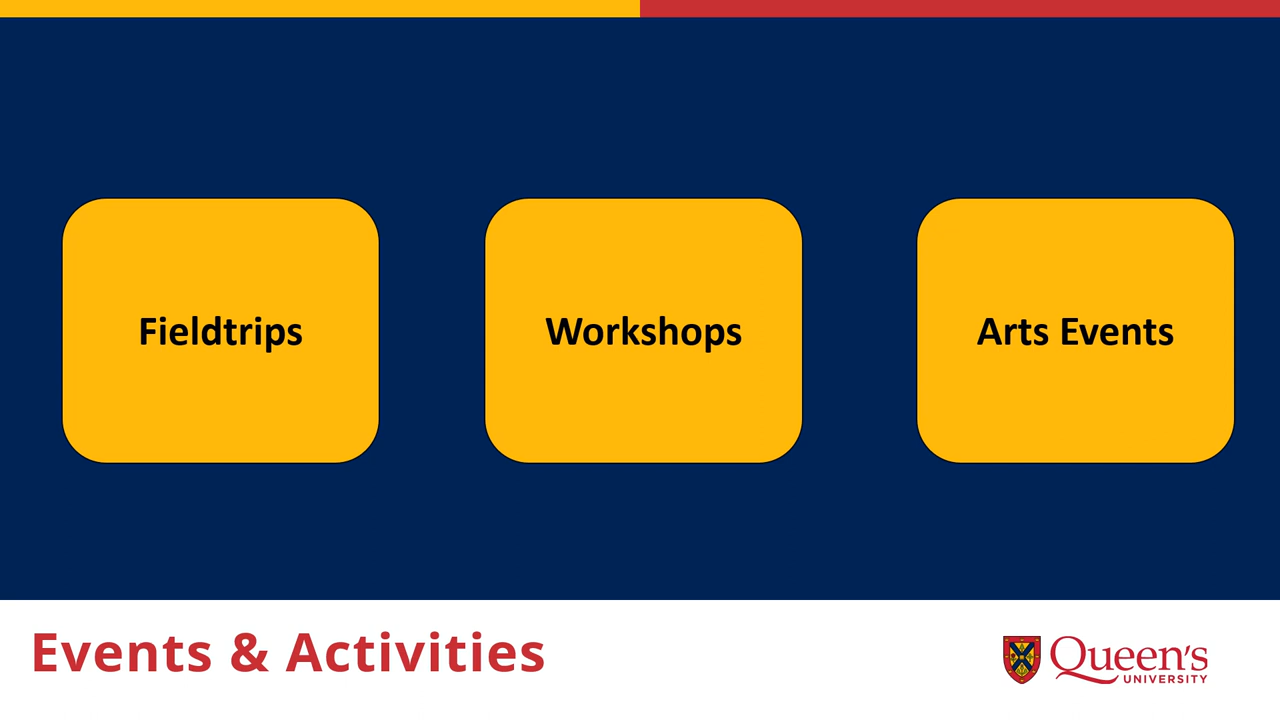 Fieldtrips
Workshops
Arts Events
Events & Activities
Queen's
UNIVERSITY